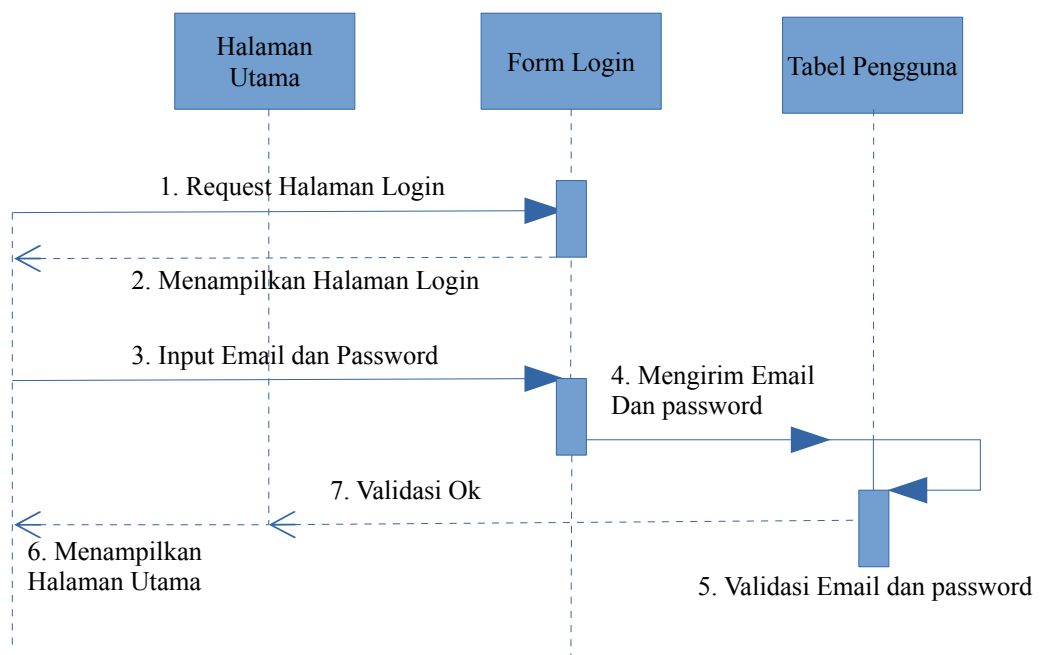 Halaman
Utama
Form Login
Tabel Pengguna
1. Request Halaman Login
2. Menampilkan Halaman Login
3. Input Email dan Password
4. Mengirim Email
Dan password
7. Validasi Ok
6. Menampilkan
Halaman Utama
5. Validasi Email dan password